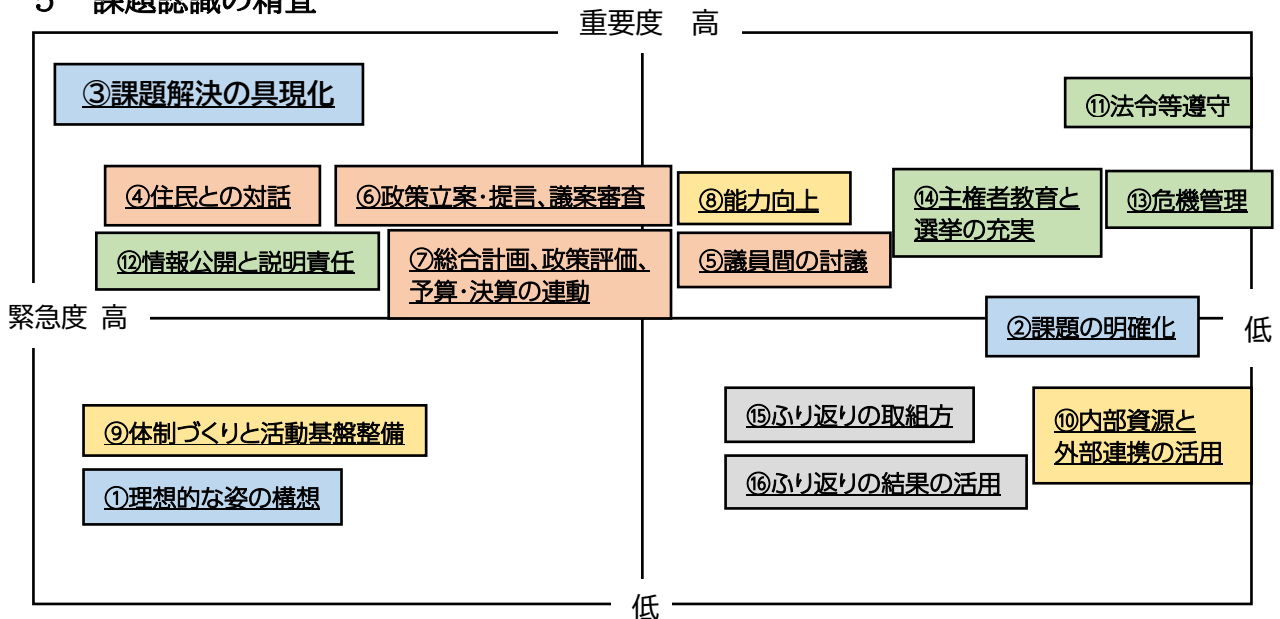 5 課題認識の精査
重要度 高
③課題解決の具現化
⑪法令等遵守
④住民との対話
⑥政策立案・提言、議案審査
⑧能力向上
⑭主権者教育と
選挙の充実
⑬危機管理
⑫情報公開と説明責任
⑦総合計画、政策評価、
予算・決算の連動
⑤議員間の討議
緊急度 高
②課題の明確化
低
⑨体制づくりと活動基盤整備
⑮ふり返りの取組方
⑩内部資源と
外部連携の活用
①理想的な姿の構想
⑯ふり返りの結果の活用
低